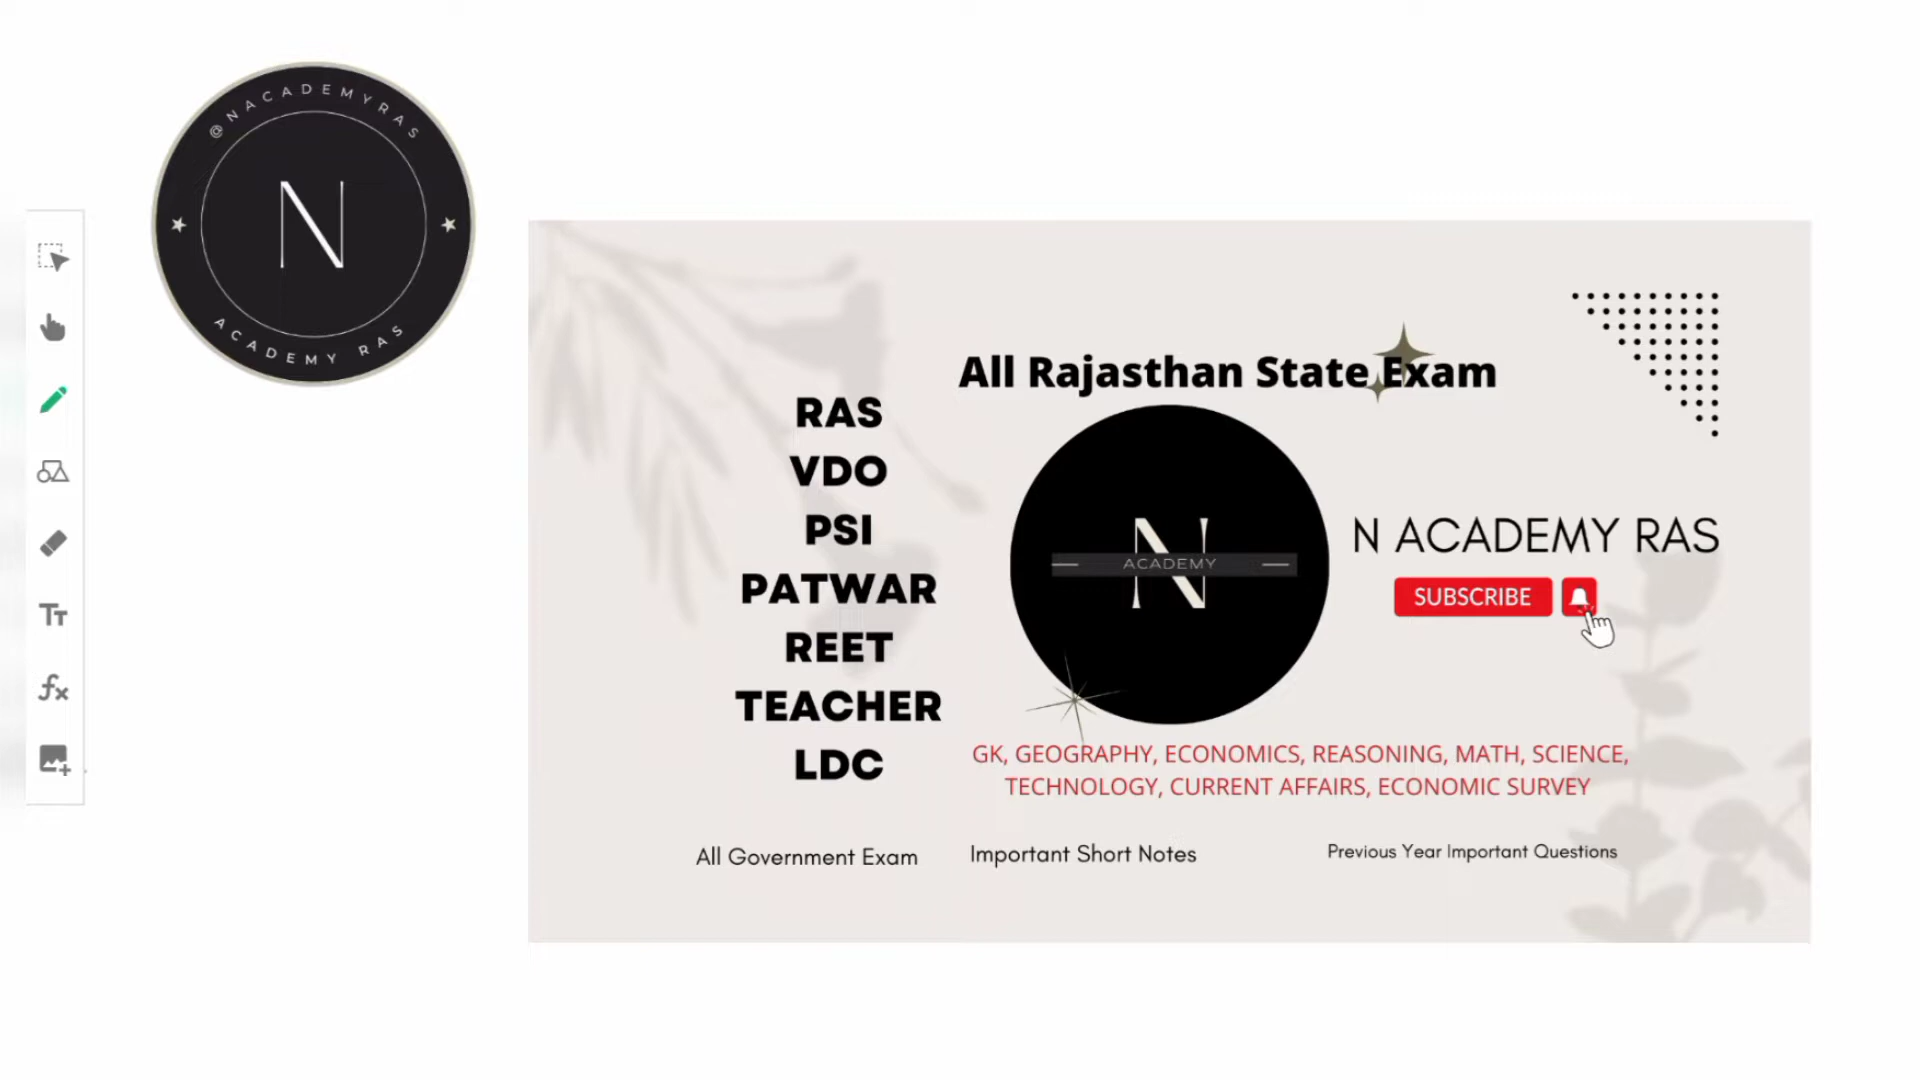 @NACADEMYRAS
N
ACADEMY RAS
All Rajasthan State Exam
RAS
VDO
PSI
PATWAR
REET
TEACHER
LDC
N
ACADEMY
N ACADEMY RAS
SUBSCRIBE
GK, GEOGRAPHY, ECONOMICS, REASONING, MATH, SCIENCE,
TECHNOLOGY, CURRENT AFFAIRS, ECONOMIC SURVEY
All Government Exam
Important Short Notes
Previous Year Important Questions
Tт
fx